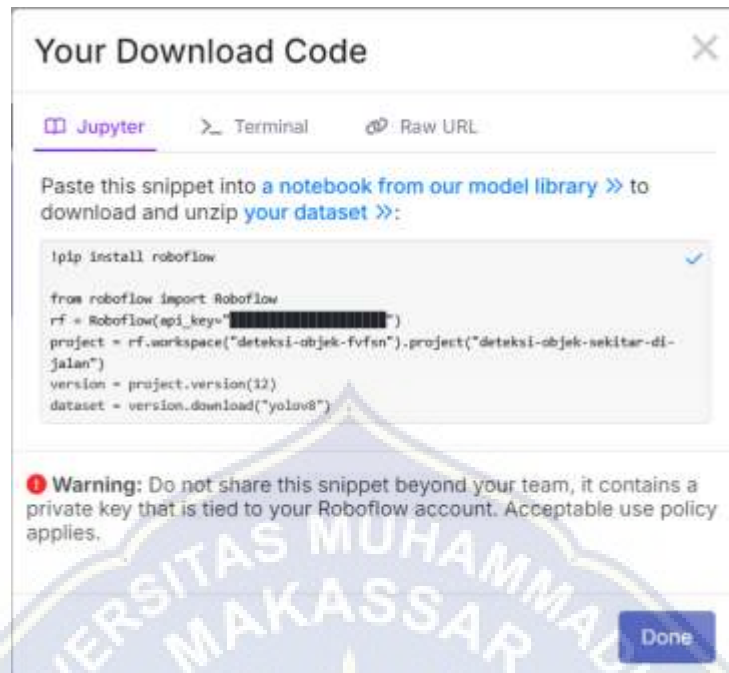 Your Download Code
Jupyter
Terminal
Raw URL
Paste this snippet into a notebook from our model library » to
download and unzip your dataset »:
!pip install roboflow
from roboflow import Roboflow
rf = Roboflow(api_key="")
project = rf.workspace("deteksi-objek-fvfsn").project("deteksi-objek-sekitar-di-
jalan")
version = project.version(12)
dataset = version.download("yolov8")
Warning: Do not share this snippet beyond your team, it contains a
private key that is tied to your Roboflow account. Acceptable use policy
applies.
SITAS MUHAMMAD
MAKASSAR
Done